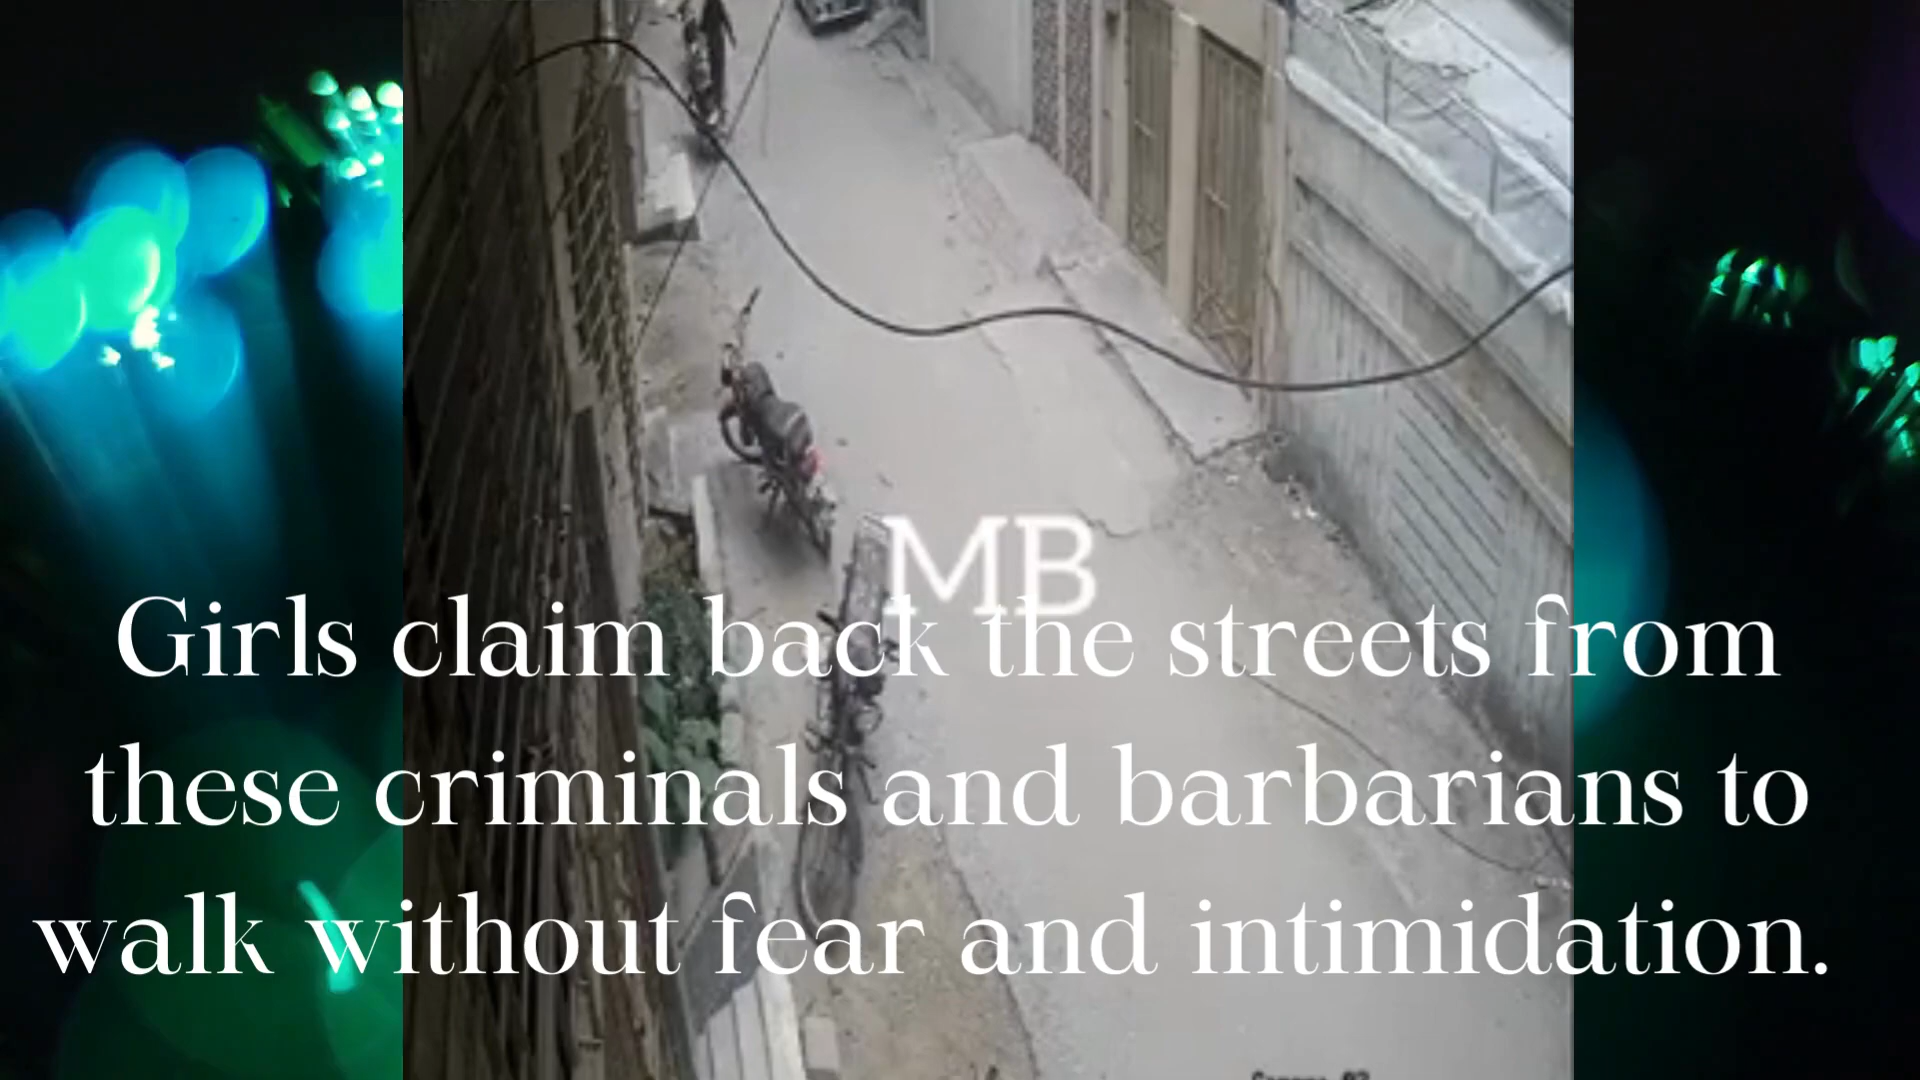 MB
Girls claim back the streets from
these criminals and barbarians to
walk without fear and intimidation.